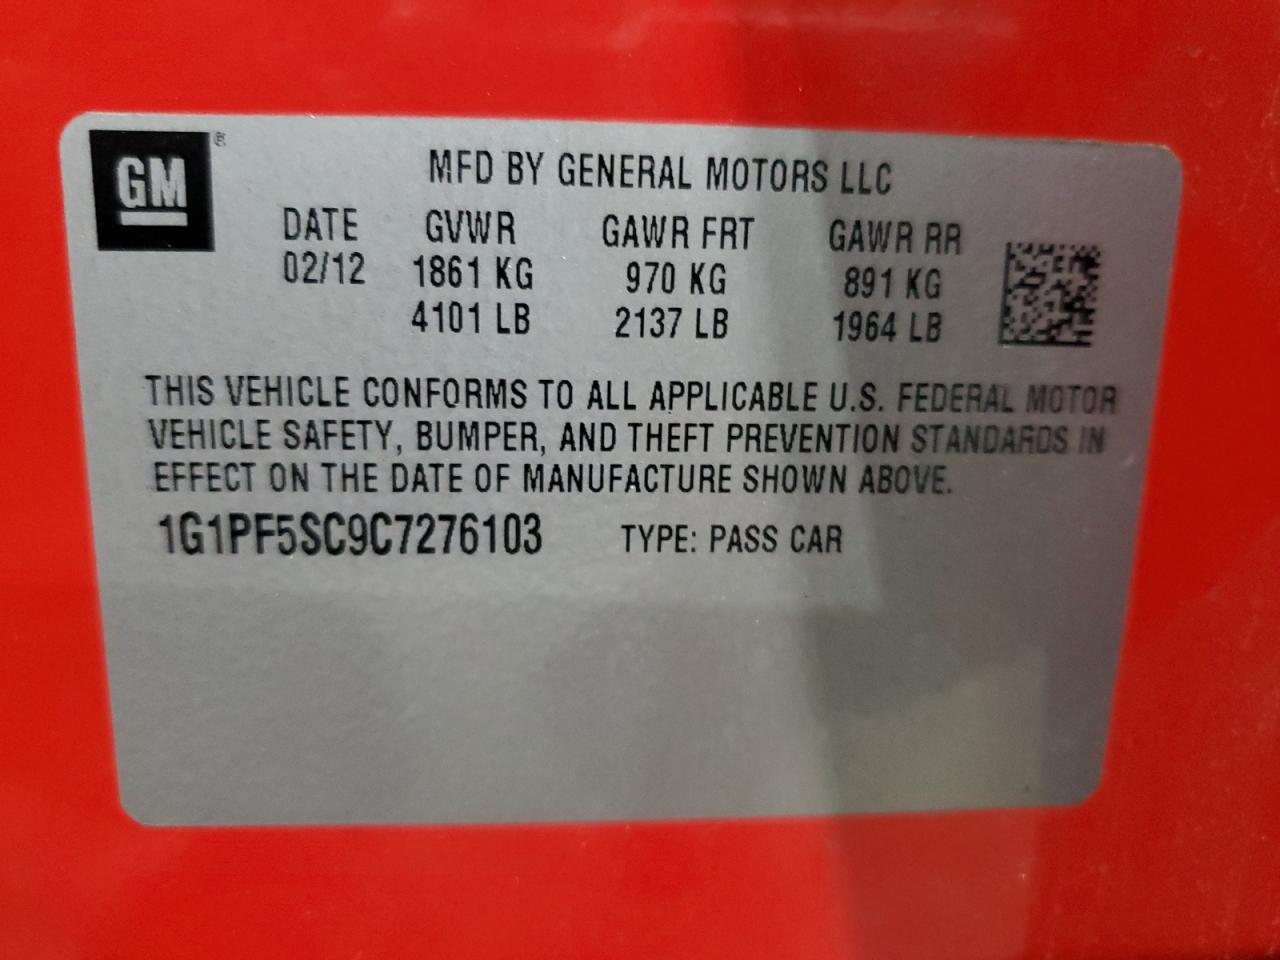 GM ®
MFD BY GENERAL MOTORS LLC
DATE GVWR GAWR FRT GAWR RR
02/12 1861 KG 970 KG 891 KG
4101 LB 2137 LB 1964 LB
THIS VEHICLE CONFORMS TO ALL APPLICABLE U.S. FEDERAL MOTOR
VEHICLE SAFETY, BUMPER, AND THEFT PREVENTION STANDARDS IN
EFFECT ON THE DATE OF MANUFACTURE SHOWN ABOVE.
1G1PF5SC9C7276103 TYPE: PASS CAR